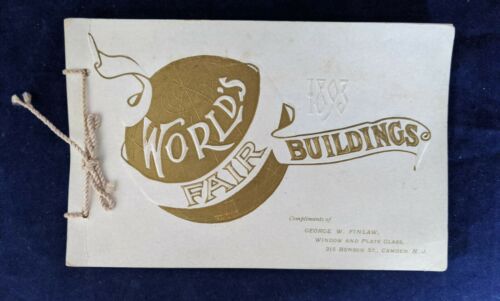 WORLD'S
FAIR
BUILDINGS
1893
Compliments of
GEORGE W. FINLAW,
WINDOW AND PLATE GLASS,
315 BENSON ST., CAMDEN, N. J.